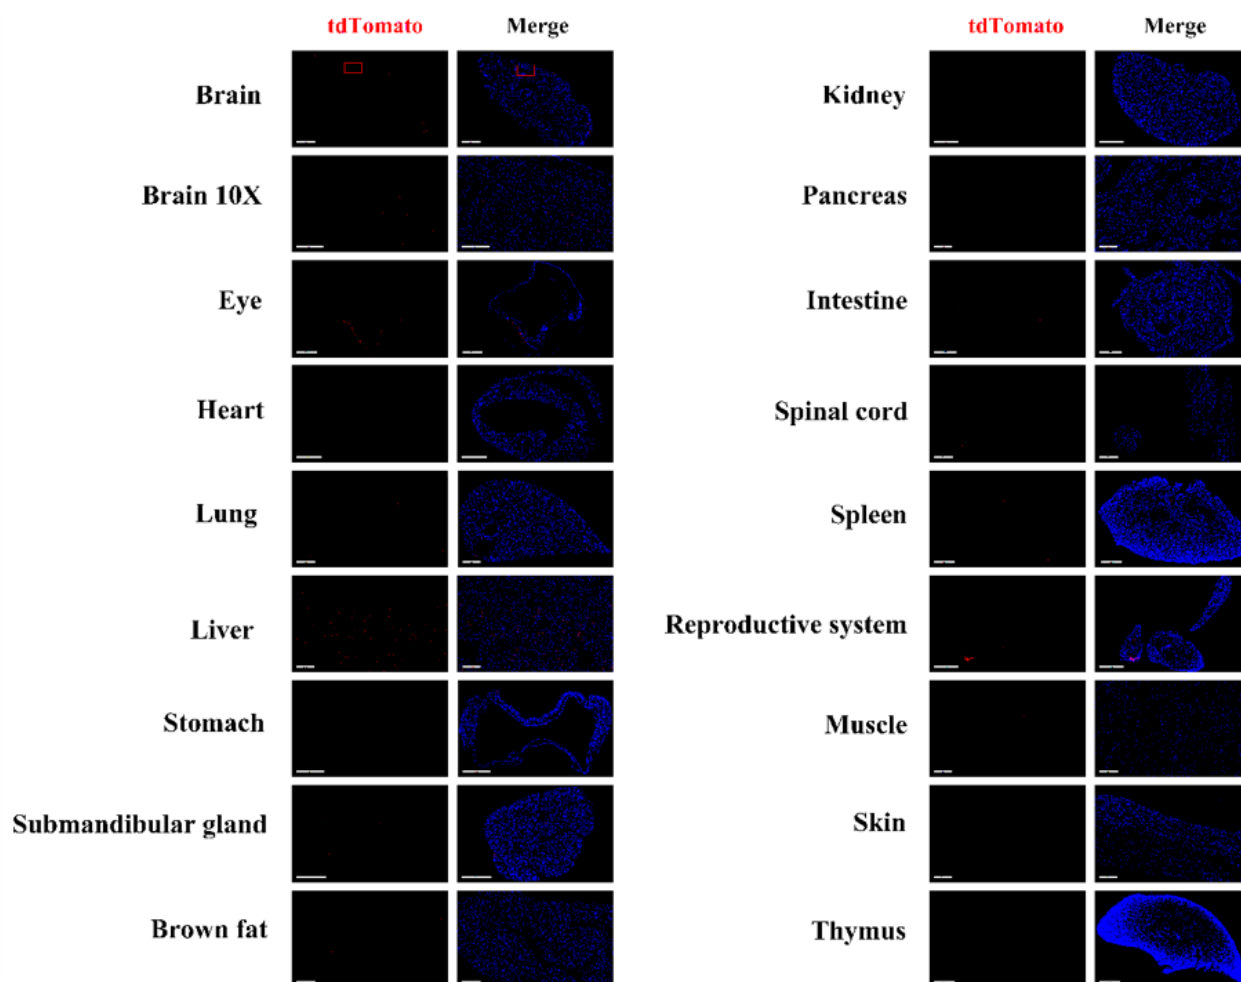 tdTomato Merge
Brain
Brain 10X
Eye
Heart
Lung
Liver
Stomach
Submandibular gland
Brown fat
tdTomato Merge
Kidney
Pancreas
Intestine
Spinal cord
Spleen
Reproductive system
Muscle
Skin
Thymus